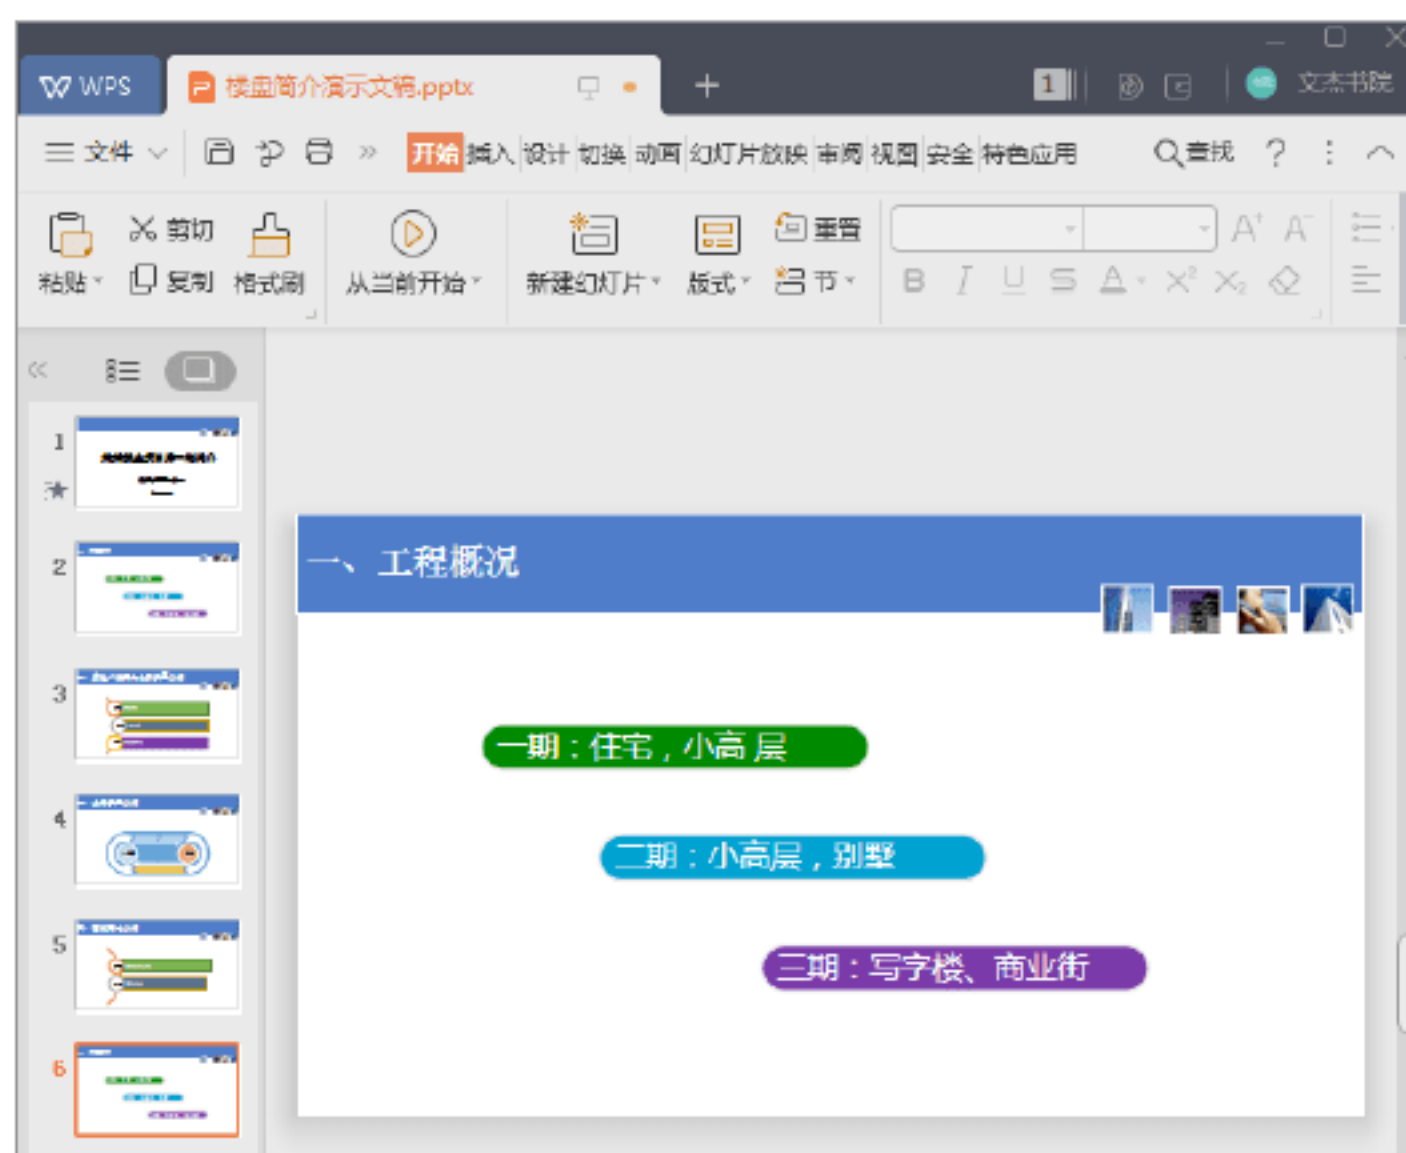 WPS 楼盘简介演示文稿.pptx + 1 文杰书院
文件 开始 插入 设计 切换 动画 幻灯片放映 审阅 视图 安全 特色应用 查找 ?
剪切 重置 A+ A-
粘贴 复制 格式刷 从当前开始 新建幻灯片 版式 节 B I U S A X² X₂
1
2
3
4
5
6
一、工程概况
一期：住宅，小高 层
二期：小高层，别墅
三期：写字楼、商业街